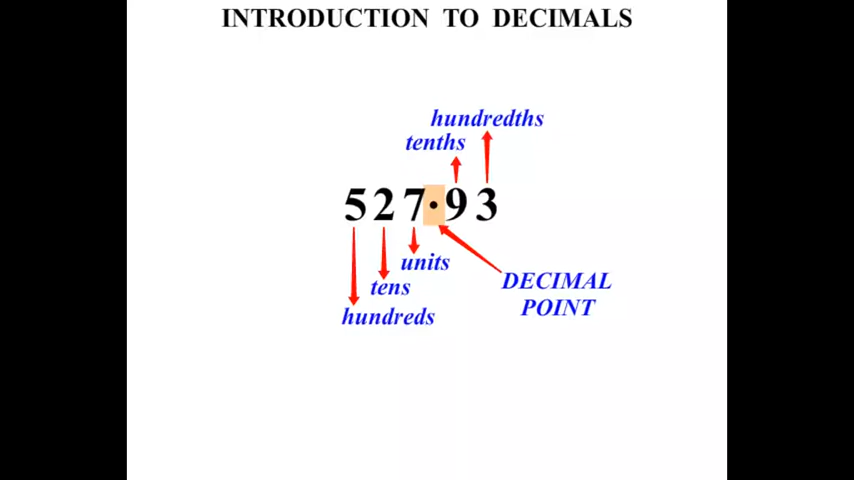 INTRODUCTION TO DECIMALS
hundredths
tenths
527·93
units
tens
hundreds
DECIMAL
POINT